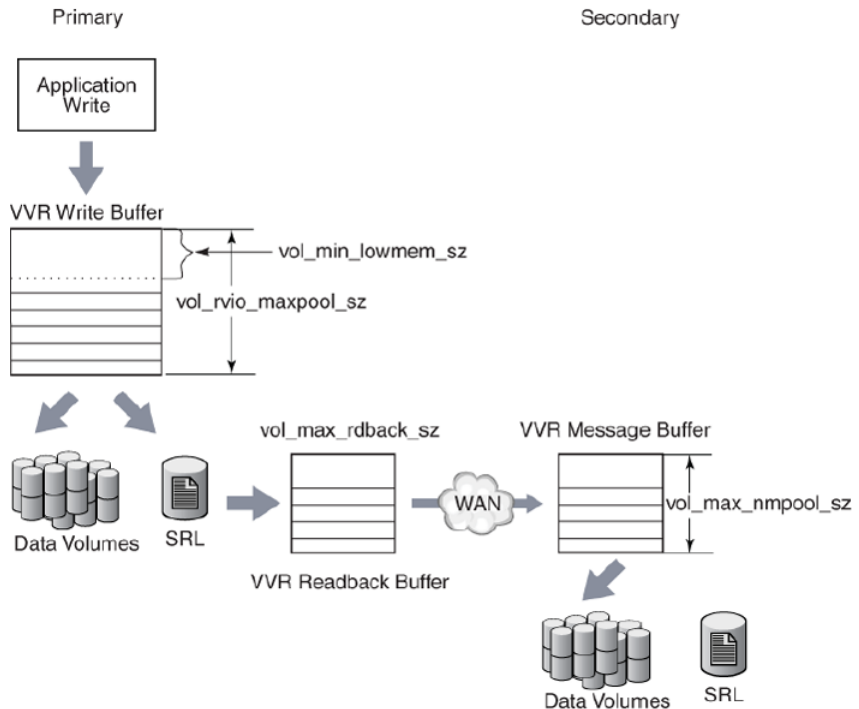 Primary
Secondary
Application
Write
VVR Write Buffer
vol_min_lowmem_sz
vol_rvio_maxpool_sz
vol_max_rdback_sz
VVR Message Buffer
WAN
vol_max_nmpool_sz
Data Volumes
SRL
VVR Readback Buffer
Data Volumes
SRL